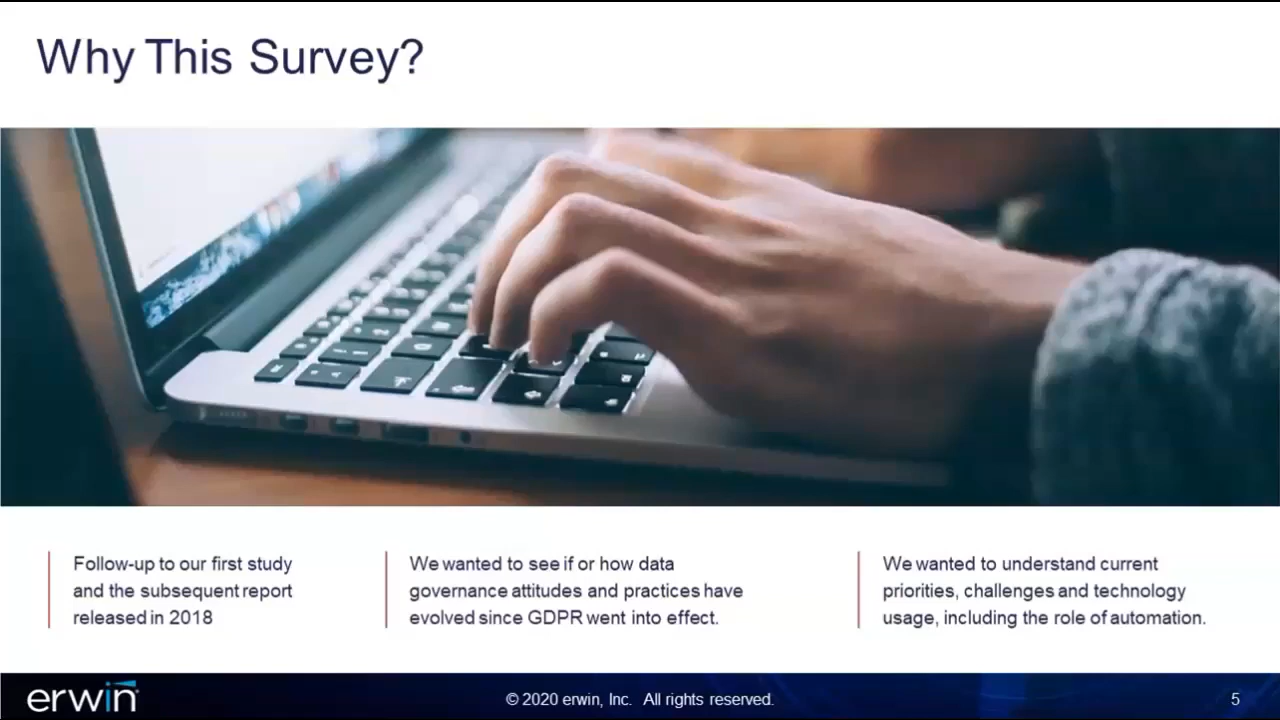 Why This Survey?
Follow-up to our first study
and the subsequent report
released in 2018
We wanted to see if or how data
governance attitudes and practices have
evolved since GDPR went into effect.
We wanted to understand current
priorities, challenges and technology
usage, including the role of automation.
erwin
© 2020 erwin, Inc. All rights reserved.
5